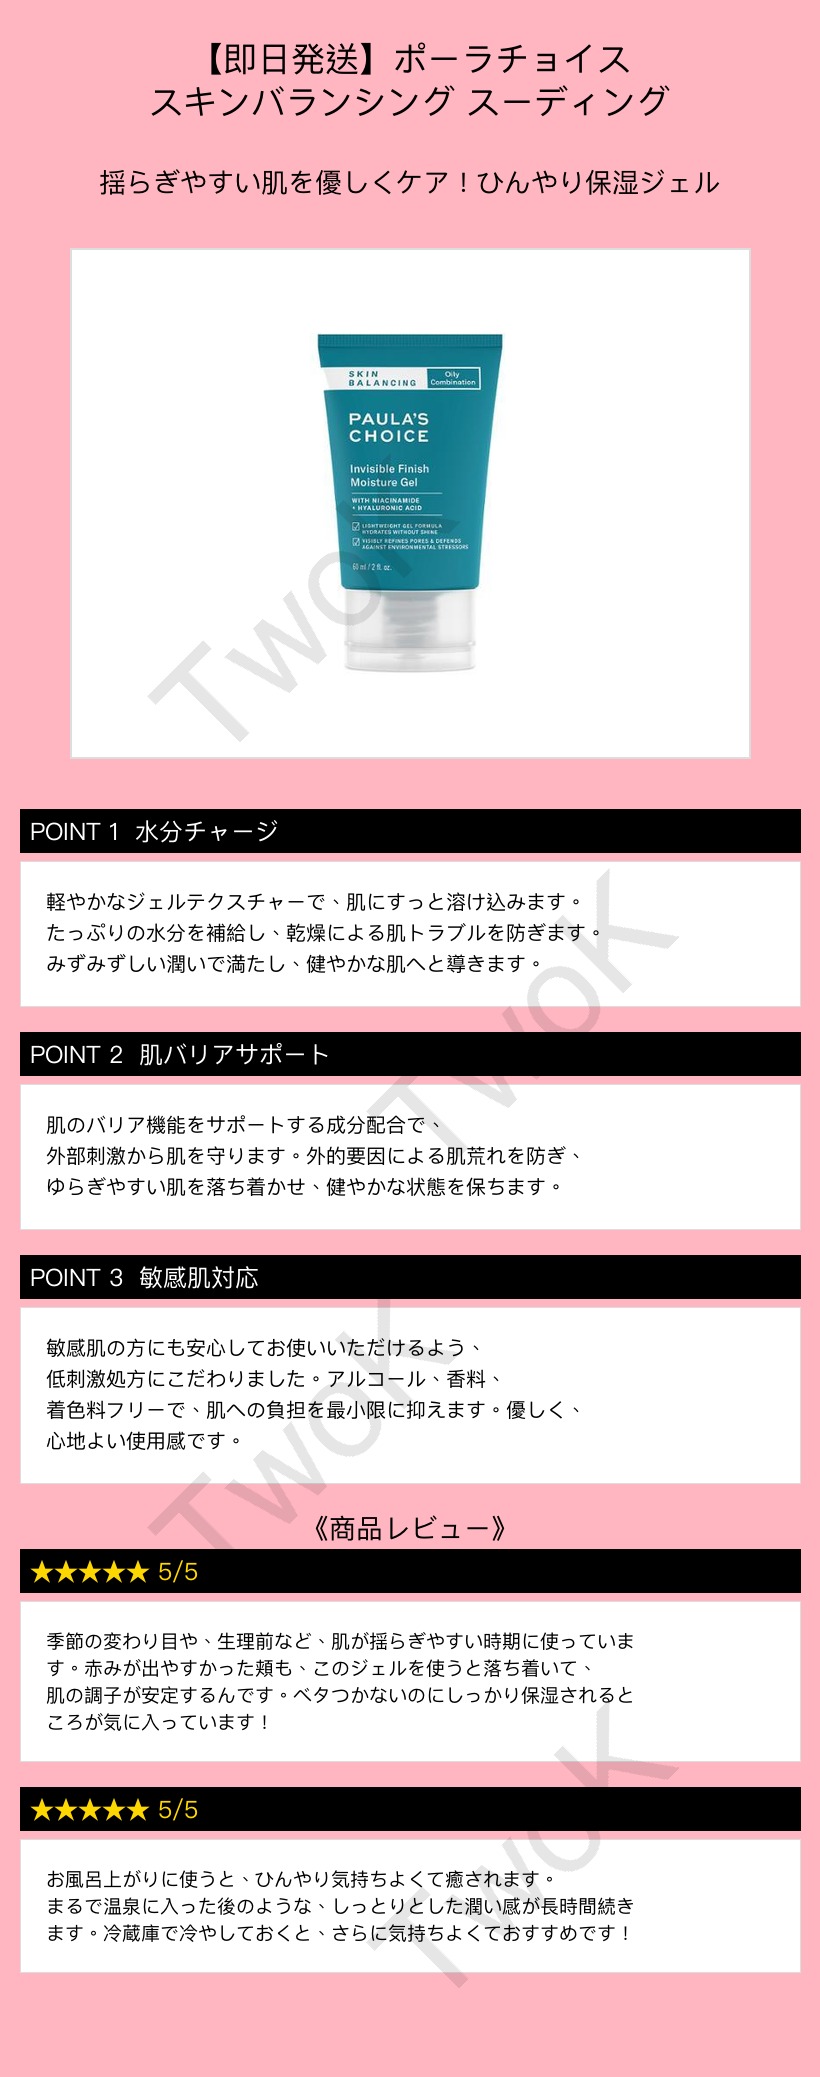 【即日発送】ポーラチョイス
スキンバランシング スーディング
揺らぎやすい肌を優しくケア！ひんやり保湿ジェル
SKIN
BALANCING
Oily
Combination
PAULA'S
CHOICE
Invisible Finish
Moisture Gel
WITH NIACINAMIDE
+ HYALURONIC ACID
LIGHTWEIGHT GEL FORMULA
HYDRATES WITHOUT SHINE
VISIBLY REFINES PORES & DEFENDS
AGAINST ENVIRONMENTAL STRESSORS
60 ml / 2 fl. oz.
TwoK
POINT 1 水分チャージ
軽やかなジェルテクスチャーで、肌にすっと溶け込みます。
たっぷりの水分を補給し、乾燥による肌トラブルを防ぎます。
みずみずしい潤いで満たし、健やかな肌へと導きます。
TwoK
POINT 2 肌バリアサポート
肌のバリア機能をサポートする成分配合で、
外部刺激から肌を守ります。外的要因による肌荒れを防ぎ、
ゆらぎやすい肌を落ち着かせ、健やかな状態を保ちます。
POINT 3 敏感肌対応
敏感肌の方にも安心してお使いいただけるよう、
低刺激処方にこだわりました。アルコール、香料、
着色料フリーで、肌への負担を最小限に抑えます。優しく、
心地よい使用感です。
TwoK
《商品レビュー》
★★★★★ 5/5
季節の変わり目や、生理前など、肌が揺らぎやすい時期に使っていま
す。赤みが出やすかった頬も、このジェルを使うと落ち着いて、
肌の調子が安定するんです。ベタつかないのにしっかり保湿されると
ころが気に入っています！
★★★★★ 5/5
お風呂上がりに使うと、ひんやり気持ちよくて癒されます。
まるで温泉に入った後のような、しっとりとした潤い感が長時間続き
ます。冷蔵庫で冷やしておくと、さらに気持ちよくておすすめです！
TwoK